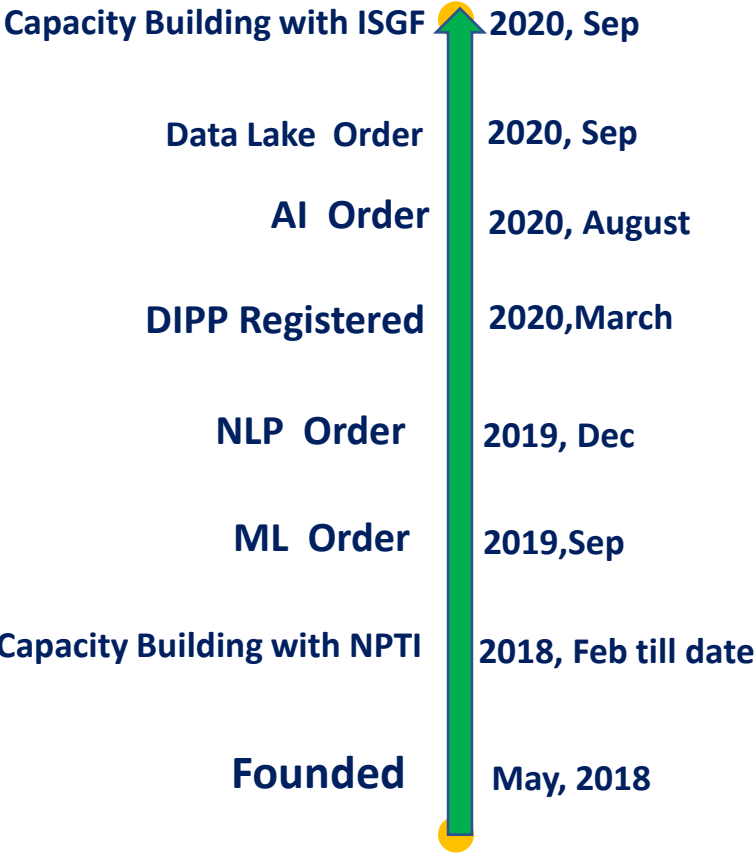 Capacity Building with ISGF 2020, Sep
Data Lake Order 2020, Sep
AI Order 2020, August
DIPP Registered 2020,March
NLP Order 2019, Dec
ML Order 2019,Sep
Capacity Building with NPTI 2018, Feb till date
Founded May, 2018